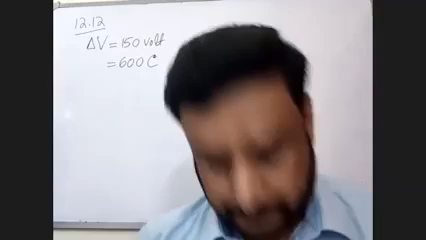 12.12
ΔV = 150 volt
= 600 C